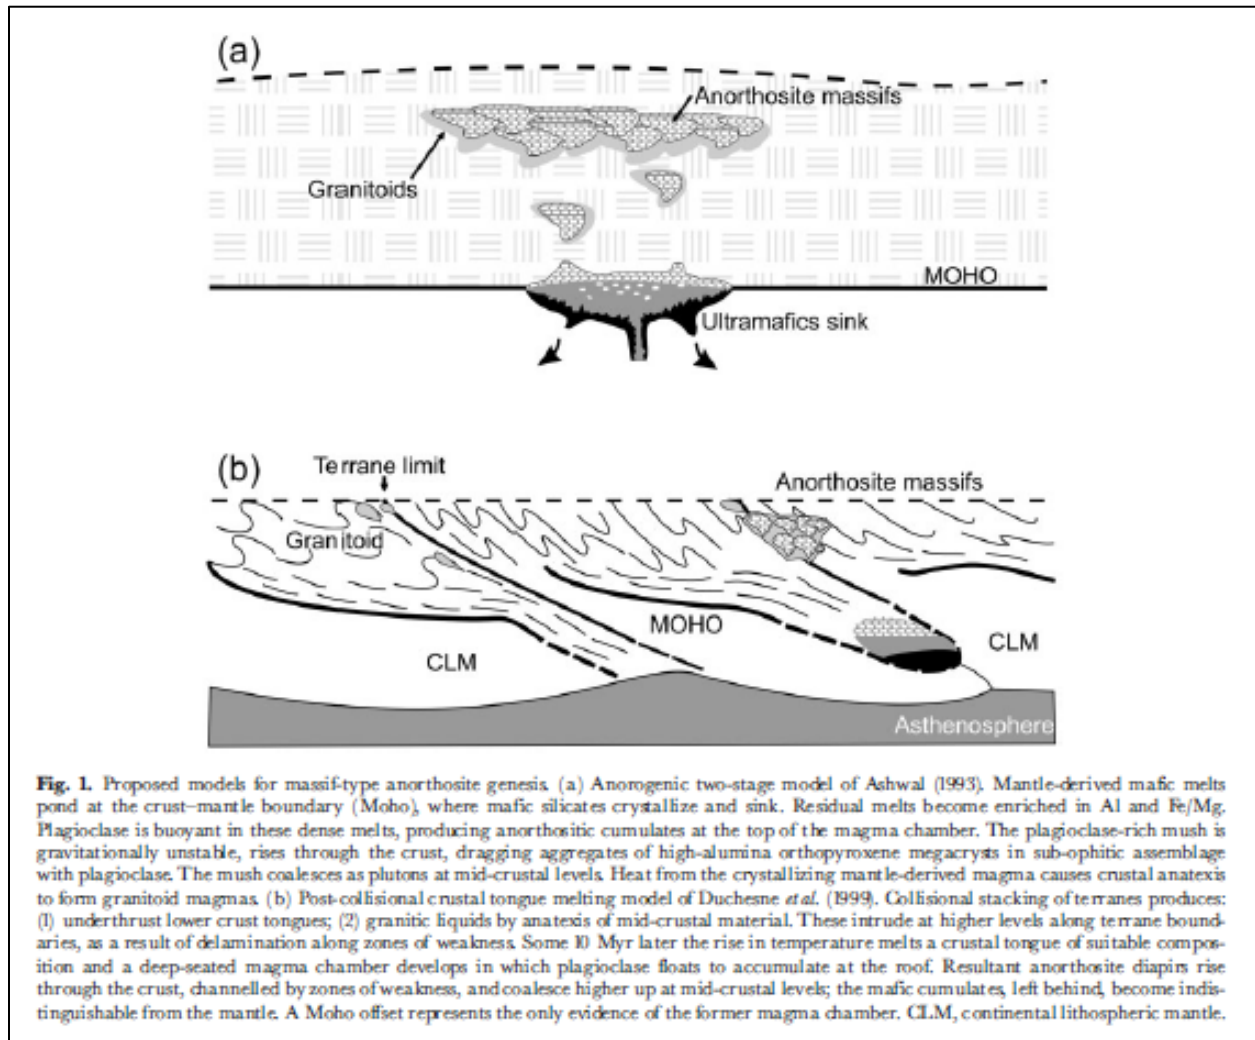 (a)
Anorthosite massifs
Granitoids
MOHO
Ultramafics sink
(b)
Terrane limit
Anorthosite massifs
Granitoid
MOHO
CLM
CLM
Asthenosphere
Fig. 1. Proposed models for massif-type anorthosite genesis. (a) Anorogenic two-stage model of Ashwal (1993). Mantle-derived mafic melts
pond at the crust–mantle boundary (Moho), where mafic silicates crystallize and sink. Residual melts become enriched in Al and Fe/Mg.
Plagioclase is buoyant in these dense melts, producing anorthositic cumulates at the top of the magma chamber. The plagioclase-rich mush is
gravitationally unstable, rises through the crust, dragging aggregates of high-alumina orthopyroxene megacrysts in sub-ophitic assemblage
with plagioclase. The mush coalesces as plutons at mid-crustal levels. Heat from the crystallizing mantle-derived magma causes crustal anatexis
to form granitoid magmas. (b) Post-collisional crustal tongue melting model of Duchesne et al. (1999). Collisional stacking of terranes produces:
(1) underthrust lower crust tongues; (2) granitic liquids by anatexis of mid-crustal material. These intrude at higher levels along terrane bound-
aries, as a result of delamination along zones of weakness. Some 10 Myr later the rise in temperature melts a crustal tongue of suitable compos-
ition and a deep-seated magma chamber develops in which plagioclase floats to accumulate at the roof. Resultant anorthosite diapirs rise
through the crust, channelled by zones of weakness, and coalesce higher up at mid-crustal levels; the mafic cumulates, left behind, become indis-
tinguishable from the mantle. A Moho offset represents the only evidence of the former magma chamber. CLM, continental lithospheric mantle.